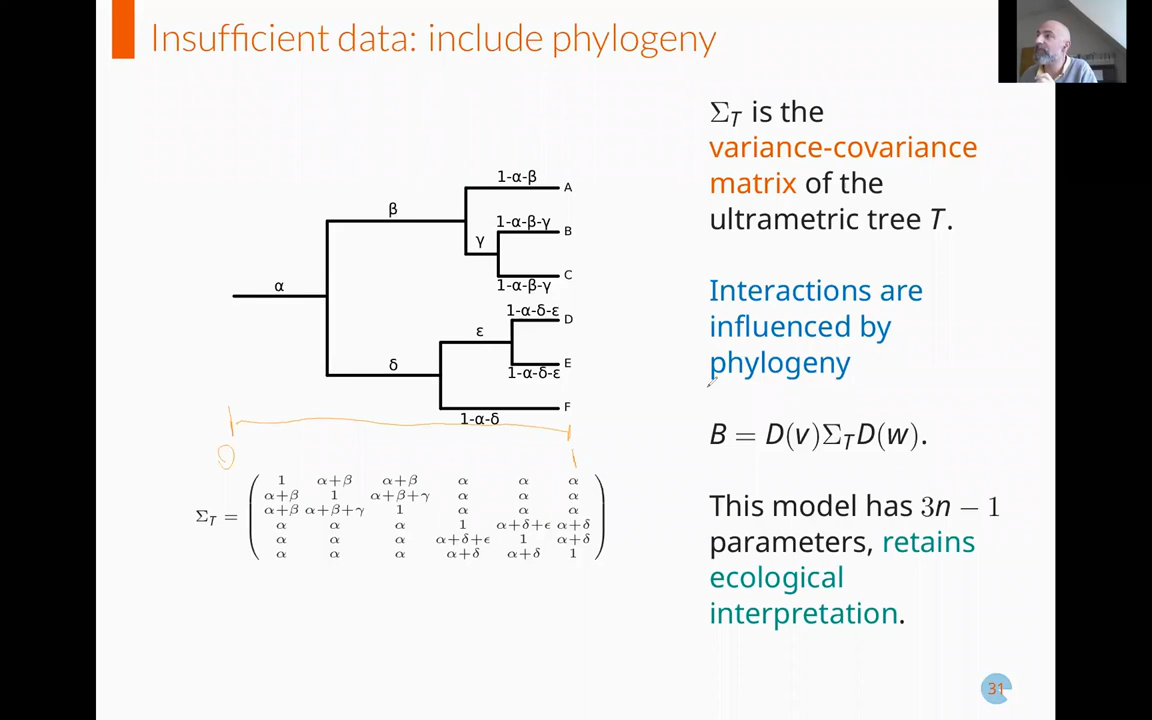 Insufficient data: include phylogeny
Σ_T is the
variance-covariance
matrix of the
ultrametric tree T.
Interactions are
influenced by
phylogeny
B = D(v)Σ_T D(w).
This model has 3n − 1
parameters, retains
ecological
interpretation.
1-α-β
A
β
1-α-β-γ
B
γ
C
1-α-β-γ
α
1-α-δ-ε
D
ε
δ
E
1-α-δ-ε
F
1-α-δ
0
1
Σ_T =
1 α+β α+β α α α
α+β 1 α+β+γ α α α
α+β α+β+γ 1 α α α
α α α 1 α+δ+ϵ α+δ
α α α α+δ+ϵ 1 α+δ
α α α α+δ α+δ 1
31